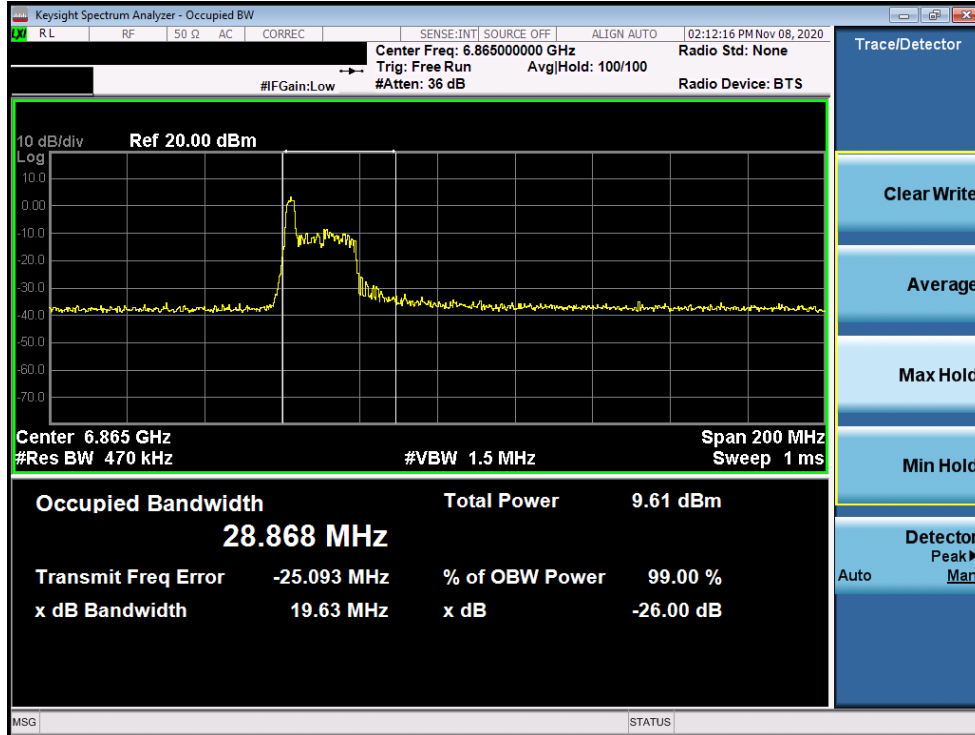 Keysight Spectrum Analyzer - Occupied BW
LXI RL RF 50 Ω AC CORREC SENSE:INT SOURCE OFF ALIGN AUTO 02:12:16 PM Nov 08, 2020
Center Freq: 6.865000000 GHz Radio Std: None
Trig: Free Run Avg|Hold: 100/100
#IFGain:Low #Atten: 36 dB Radio Device: BTS
Trace/Detector
10 dB/div Ref 20.00 dBm
Log
10.0
0.00
-10.0
-20.0
-30.0
-40.0
-50.0
-60.0
-70.0
Center 6.865 GHz Span 200 MHz
#Res BW 470 kHz #VBW 1.5 MHz Sweep 1 ms
Occupied Bandwidth Total Power 9.61 dBm
28.868 MHz
Transmit Freq Error -25.093 MHz % of OBW Power 99.00 %
x dB Bandwidth 19.63 MHz x dB -26.00 dB
Clear Write
Average
Max Hold
Min Hold
Detector
Peak▶
Auto Man
MSG STATUS